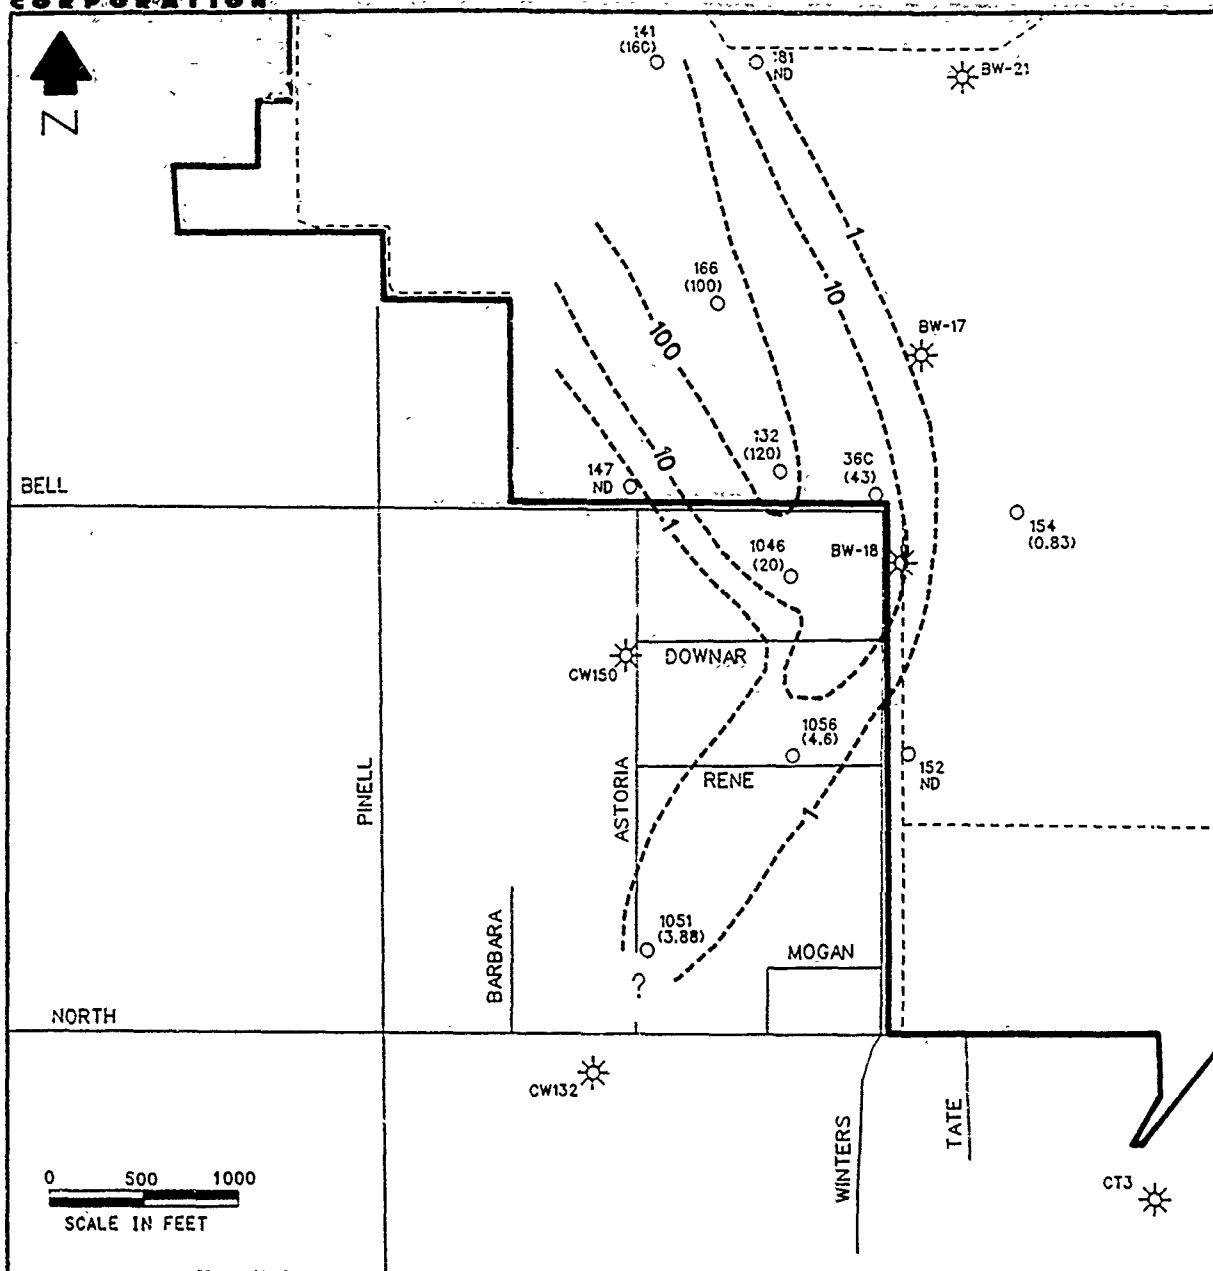 CORPORATION
N
141
(160)
181
ND
BW-21
1
10
166
(100)
BW-17
100
132
(120)
36C
(43)
147
ND
10
BELL
154
(0.83)
1
1046
(20)
BW-18
DOWNAR
CW150
1056
(4.6)
152
ND
RENE
PINELL
ASTORIA
1
1051
(3.88)
BARBARA
MOGAN
?
NORTH
CW132
WINTERS
TATE
0 500 1000
SCALE IN FEET
CT3